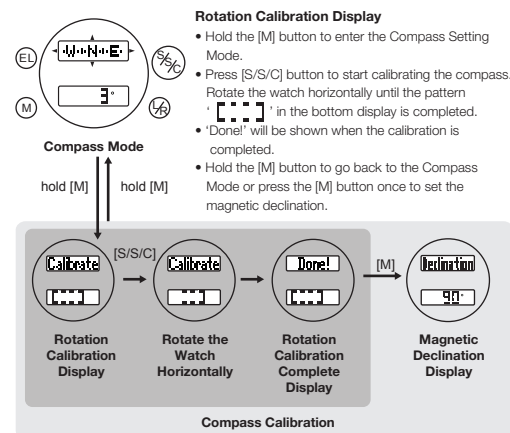 Rotation Calibration Display
• Hold the [M] button to enter the Compass Setting
Mode.
• Press [S/S/C] button to start calibrating the compass.
Rotate the watch horizontally until the pattern
‘ [ ] ’ in the bottom display is completed.
• ‘Done!’ will be shown when the calibration is
completed.
• Hold the [M] button to go back to the Compass
Mode or press the [M] button once to set the
magnetic declination.
EL
S/S/C
M
L/R
·W·ı·N·ı·E·
3°
Compass Mode
hold [M] hold [M]
[S/S/C]
[M]
Calibrate
Calibrate
Done!
Declination
90°
Rotation
Calibration
Display
Rotate the
Watch
Horizontally
Rotation
Calibration
Complete
Display
Magnetic
Declination
Display
Compass Calibration